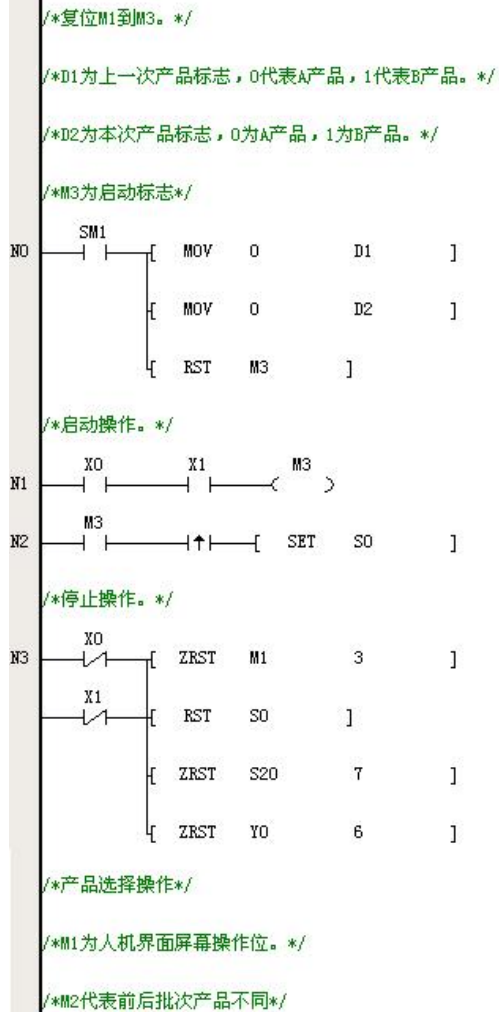 /*复位M1到M3。*/
/*D1为上一次产品标志，0代表A产品，1代表B产品。*/
/*D2为本次产品标志，0为A产品，1为B产品。*/
/*M3为启动标志*/
SM1
N0 [ MOV 0 D1 ]
[ MOV 0 D2 ]
[ RST M3 ]
/*启动操作。*/
X0 X1 M3
N1
M3
N2 [ SET S0 ]
/*停止操作。*/
X0
N3 [ ZRST M1 3 ]
X1
[ RST S0 ]
[ ZRST S20 7 ]
[ ZRST Y0 6 ]
/*产品选择操作*/
/*M1为人机界面屏幕操作位。*/
/*M2代表前后批次产品不同*/